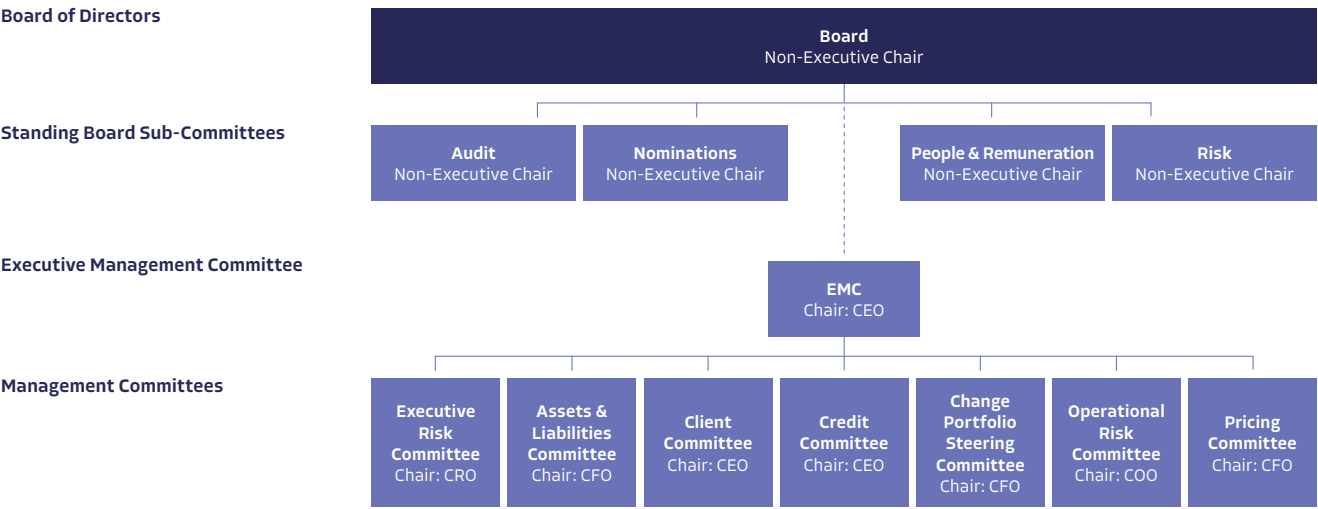 Board of Directors
Board
Non-Executive Chair
Standing Board Sub-Committees
Audit
Non-Executive Chair
Nominations
Non-Executive Chair
People & Remuneration
Non-Executive Chair
Risk
Non-Executive Chair
Executive Management Committee
EMC
Chair: CEO
Management Committees
Executive
Risk
Committee
Chair: CRO
Assets &
Liabilities
Committee
Chair: CFO
Client
Committee
Chair: CEO
Credit
Committee
Chair: CEO
Change
Portfolio
Steering
Committee
Chair: CFO
Operational
Risk
Committee
Chair: COO
Pricing
Committee
Chair: CFO